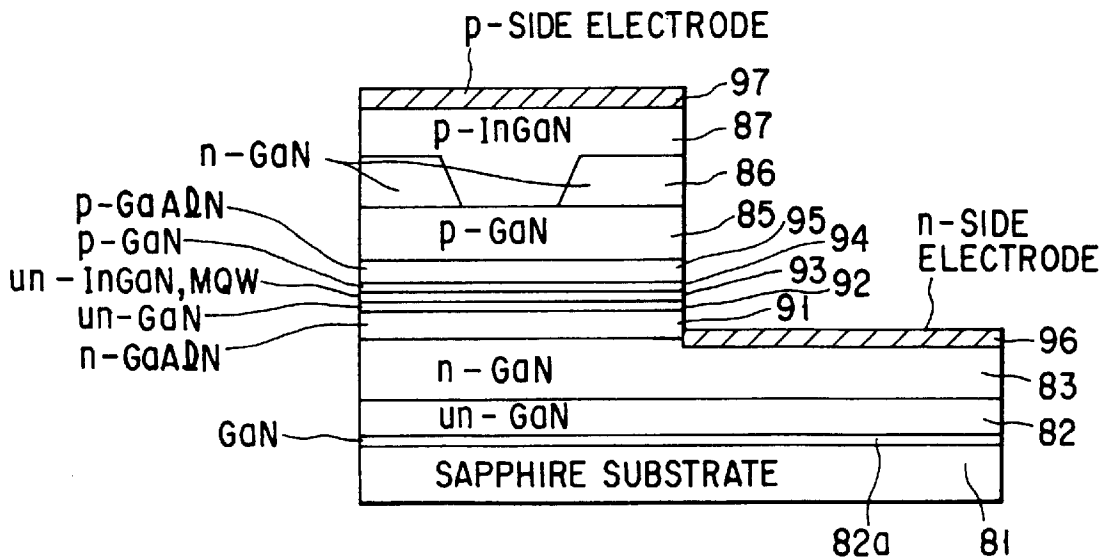 p-SIDE ELECTRODE
97
p-InGaN
87
n-GaN
86
p-GaAlN
p-GaN
85
95
94
n-SIDE
ELECTRODE
p-GaN
93
un-InGaN, MQW
92
un-GaN
91
n-GaAlN
96
n-GaN
83
un-GaN
82
GaN
SAPPHIRE SUBSTRATE
82a
81